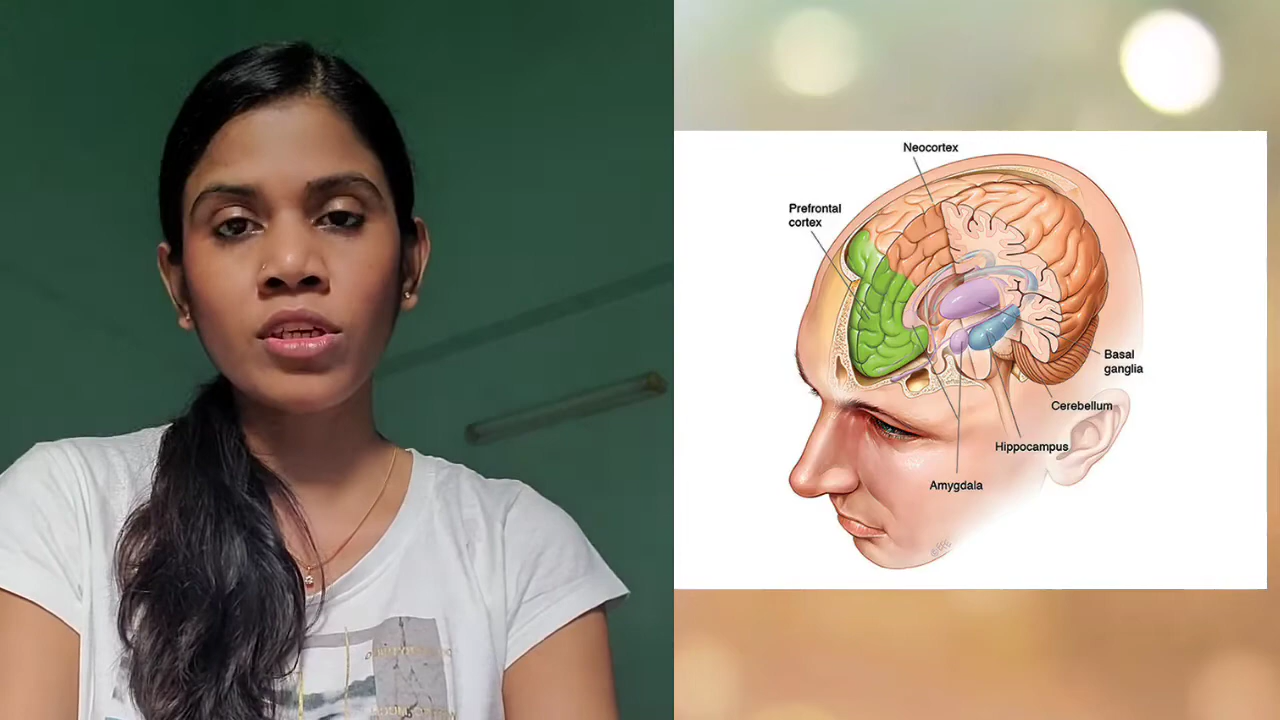 Neocortex
Prefrontal
cortex
Basal
ganglia
Cerebellum
Hippocampus
Amygdala